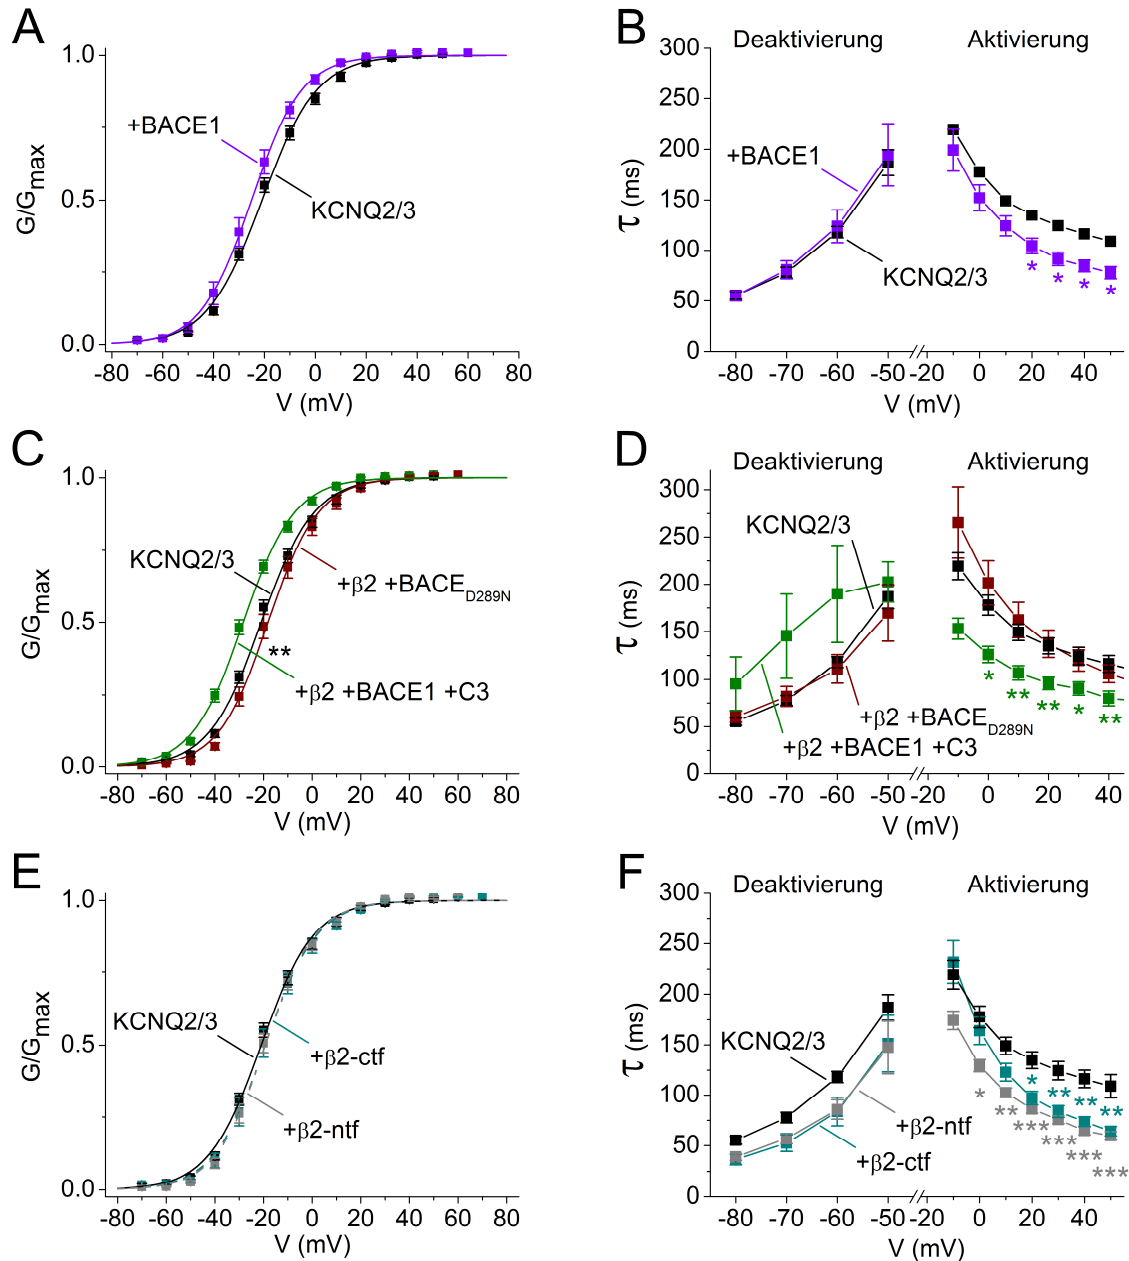 A
1.0
0.5
0.0
G/Gmax
+BACE1
KCNQ2/3
-80 -60 -40 -20 0 20 40 60 80
V (mV)
B
Deaktivierung Aktivierung
300
250
200
150
100
50
0
τ (ms)
+BACE1
KCNQ2/3
* * * *
-80 -70 -60 -50 -20 0 20 40
V (mV)
C
1.0
0.5
0.0
G/Gmax
KCNQ2/3
+β2 +BACED289N
**
+β2 +BACE1 +C3
-80 -60 -40 -20 0 20 40 60 80
V (mV)
D
Deaktivierung Aktivierung
300
250
200
150
100
50
0
τ (ms)
KCNQ2/3
+β2 +BACED289N
+β2 +BACE1 +C3
* ** ** * **
-80 -70 -60 -50 -20 0 20 40
V (mV)
E
1.0
0.5
0.0
G/Gmax
KCNQ2/3
+β2-ctf
+β2-ntf
-80 -60 -40 -20 0 20 40 60 80
V (mV)
F
Deaktivierung Aktivierung
300
250
200
150
100
50
0
τ (ms)
KCNQ2/3
+β2-ntf
+β2-ctf
* ** ** **
* ** *** *** *** ***
-80 -70 -60 -50 -20 0 20 40
V (mV)